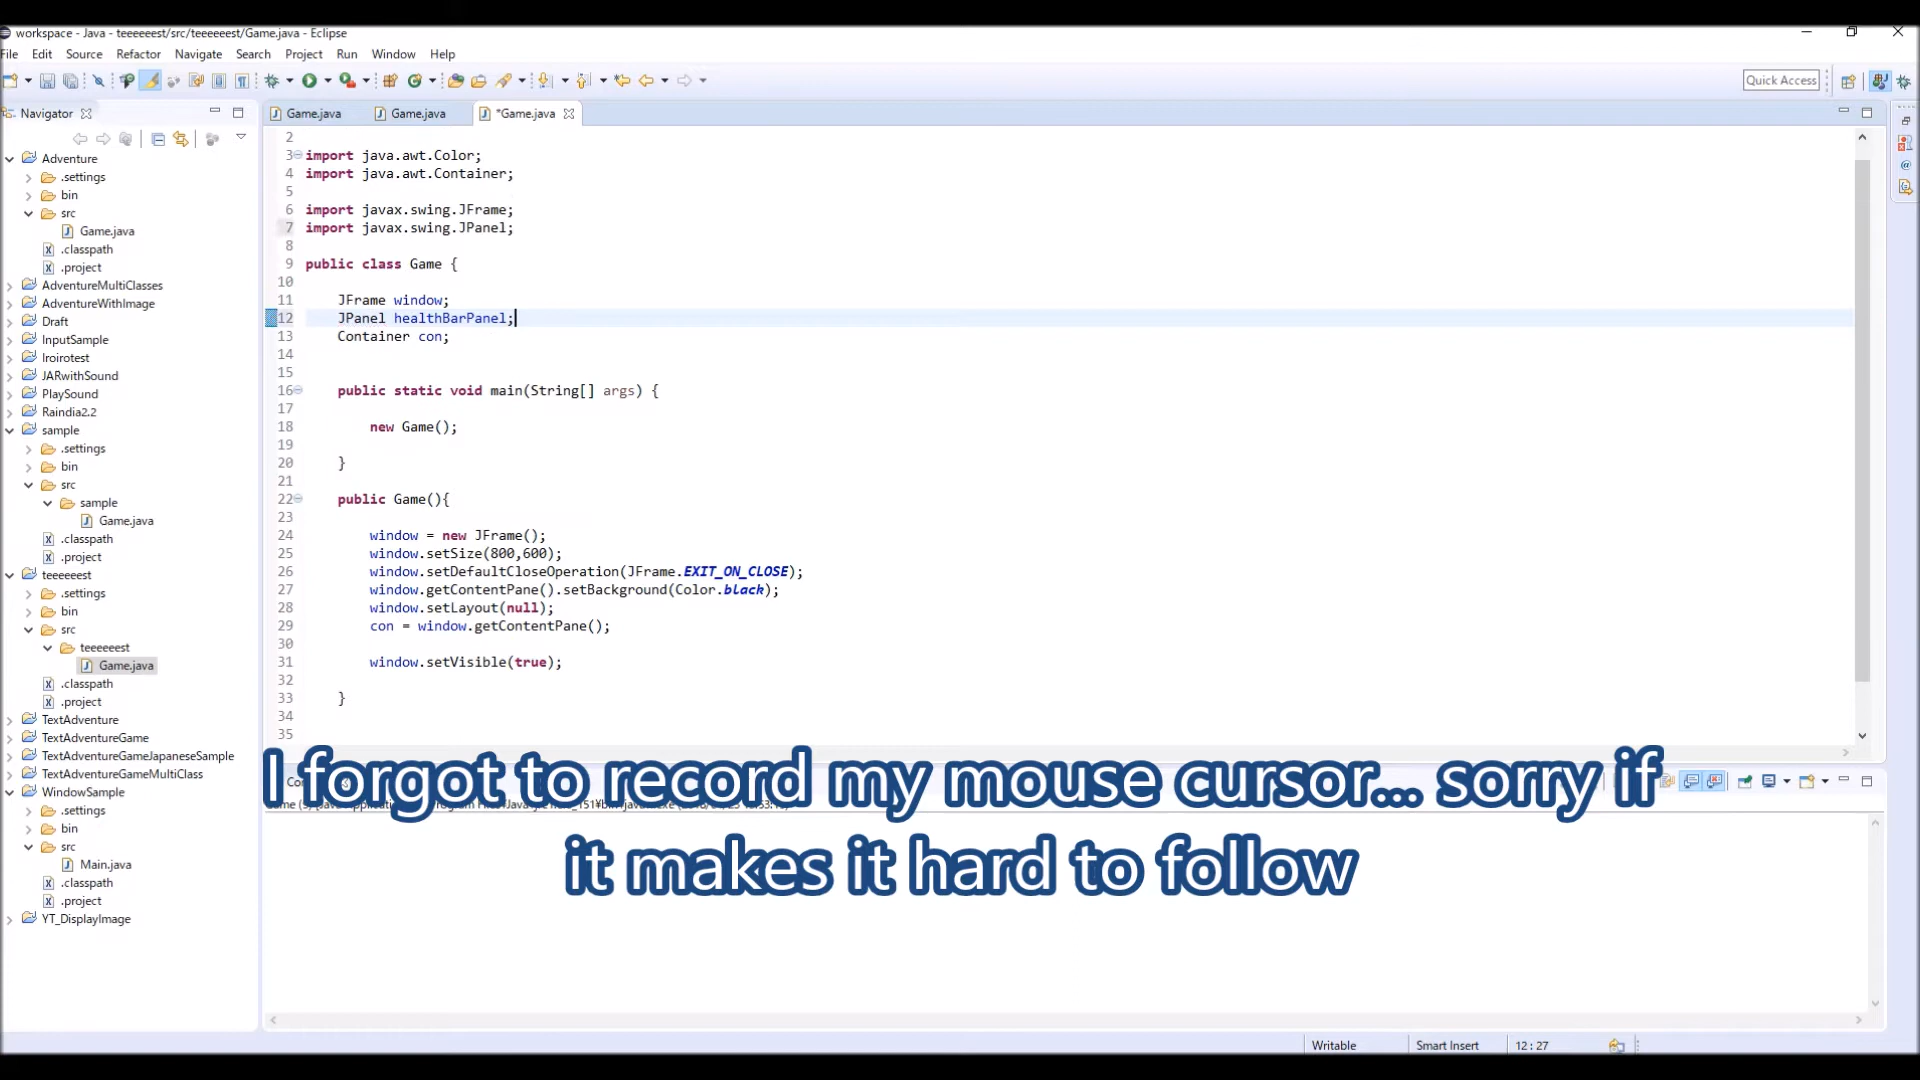 workspace - Java - teeeeeest/src/teeeeeest/Game.java - Eclipse
File Edit Source Refactor Navigate Search Project Run Window Help
Quick Access
Navigator
Game.java Game.java *Game.java
Adventure
.settings
bin
src
Game.java
.classpath
.project
AdventureMultiClasses
AdventureWithImage
Draft
InputSample
Iroirotest
JARwithSound
PlaySound
Raindia2.2
sample
.settings
bin
src
sample
Game.java
.classpath
.project
teeeeeest
.settings
bin
src
teeeeeest
Game.java
.classpath
.project
TextAdventure
TextAdventureGame
TextAdventureGameJapaneseSample
TextAdventureGameMultiClass
WindowSample
.settings
bin
src
Main.java
.classpath
.project
YT_DisplayImage
2
3 import java.awt.Color;
4 import java.awt.Container;
5
6 import javax.swing.JFrame;
7 import javax.swing.JPanel;
8
9 public class Game {
10
11 JFrame window;
12 JPanel healthBarPanel;
13 Container con;
14
15
16 public static void main(String[] args) {
17
18 new Game();
19
20 }
21
22 public Game(){
23
24 window = new JFrame();
25 window.setSize(800,600);
26 window.setDefaultCloseOperation(JFrame.EXIT_ON_CLOSE);
27 window.getContentPane().setBackground(Color.black);
28 window.setLayout(null);
29 con = window.getContentPane();
30
31 window.setVisible(true);
32
33 }
34
35
I forgot to record my mouse cursor... sorry if
it makes it hard to follow
Writable Smart Insert 12 : 27